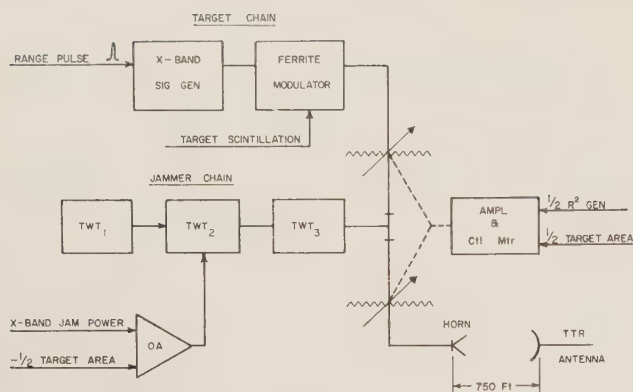 TARGET CHAIN
RANGE PULSE
X-BAND
SIG GEN
FERRITE
MODULATOR
TARGET SCINTILLATION
JAMMER CHAIN
TWT1
TWT2
TWT3
AMPL
&
Ctl Mtr
1/2 R² GEN
1/2 TARGET AREA
X-BAND JAM POWER
-1/2 TARGET AREA
OA
HORN
TTR
ANTENNA
750 Ft